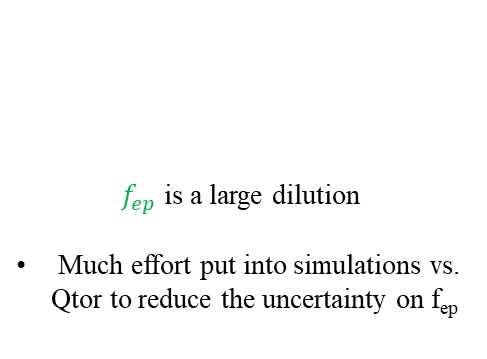 f_ep is a large dilution
• Much effort put into simulations vs.
Qtor to reduce the uncertainty on f_ep